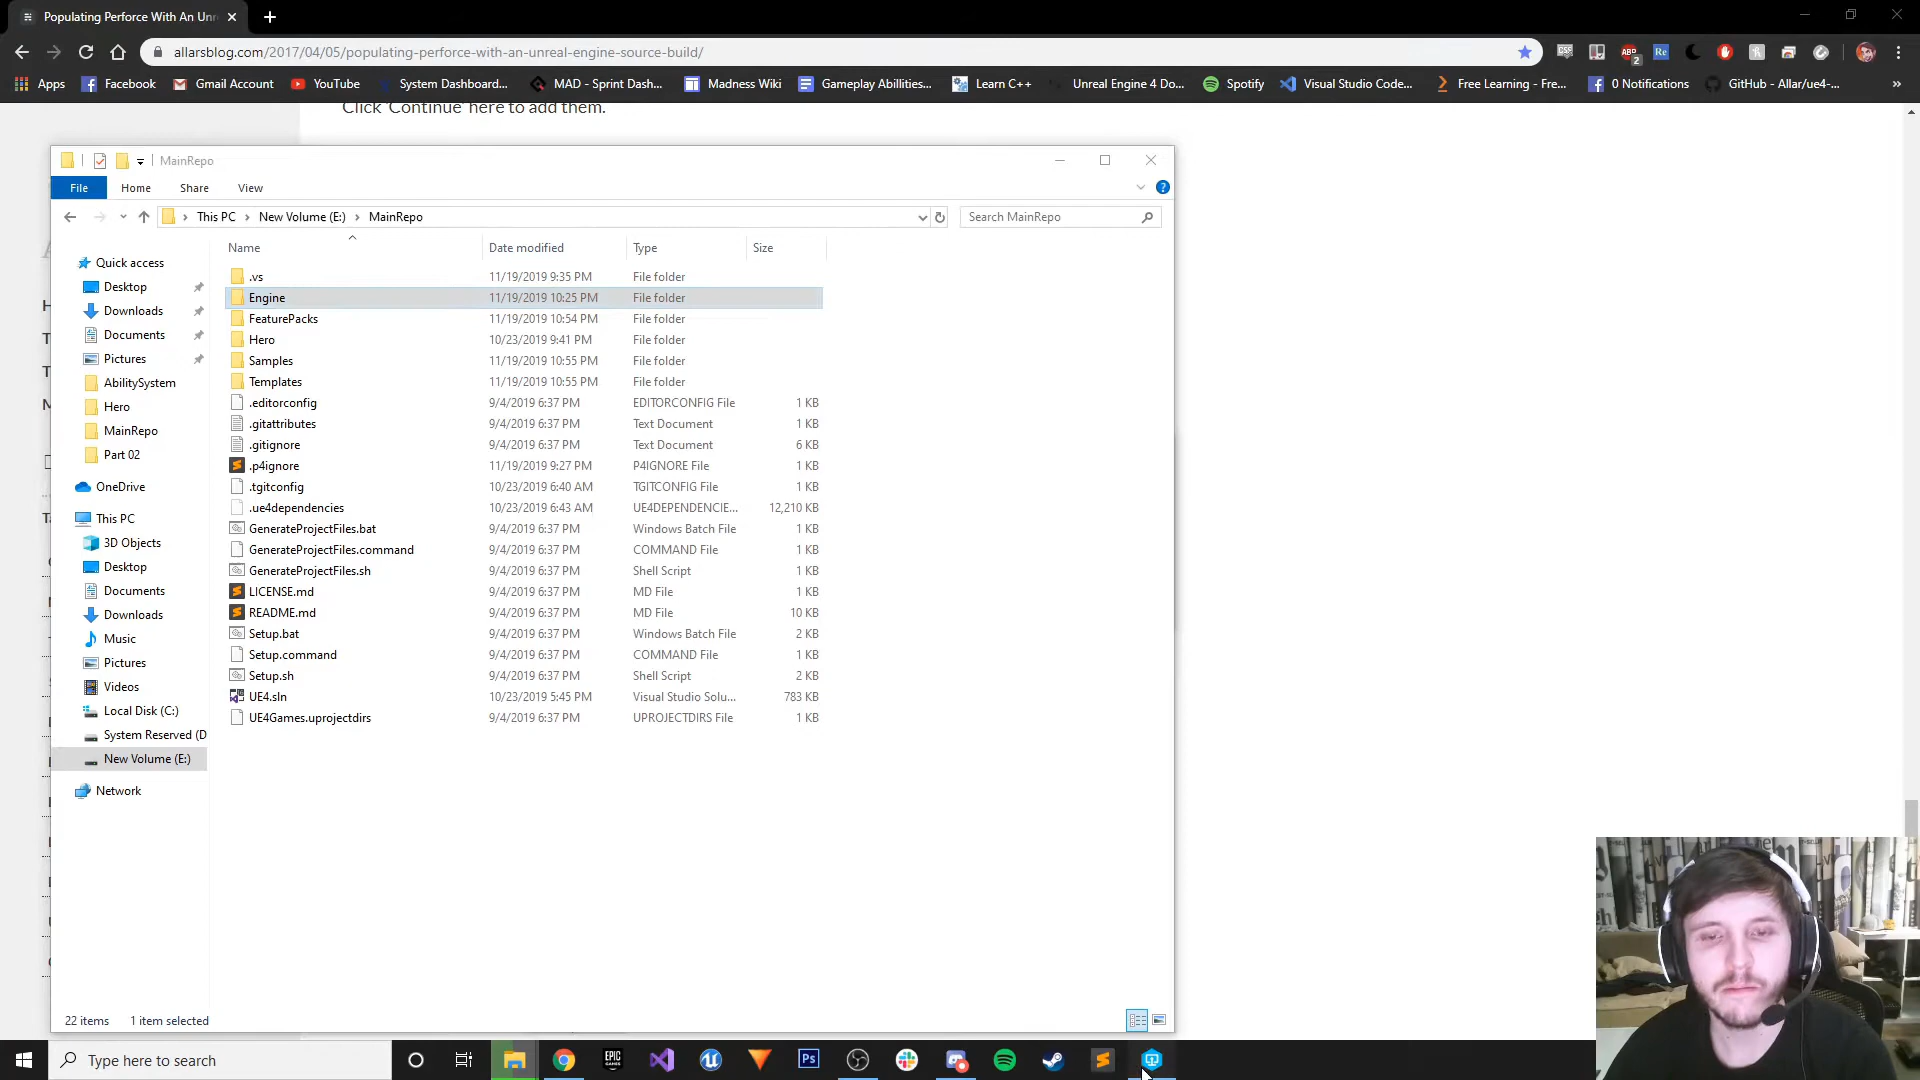 Populating Perforce With An Unr
allarsblog.com/2017/04/05/populating-perforce-with-an-unreal-engine-source-build/
Apps Facebook Gmail Account YouTube System Dashboard... MAD - Sprint Dash... Madness Wiki Gameplay Abillities... Learn C++ Unreal Engine 4 Do... Spotify Visual Studio Code... Free Learning - Fre... 0 Notifications GitHub - Allar/ue4-... »
Click 'Continue' here to add them.
MainRepo
File Home Share View
This PC New Volume (E:) MainRepo Search MainRepo
Name Date modified Type Size
Quick access
Desktop
Downloads
Documents
Pictures
AbilitySystem
Hero
MainRepo
Part 02
OneDrive
This PC
3D Objects
Desktop
Documents
Downloads
Music
Pictures
Videos
Local Disk (C:)
System Reserved (D
New Volume (E:)
Network
.vs 11/19/2019 9:35 PM File folder
Engine 11/19/2019 10:25 PM File folder
FeaturePacks 11/19/2019 10:54 PM File folder
Hero 10/23/2019 9:41 PM File folder
Samples 11/19/2019 10:55 PM File folder
Templates 11/19/2019 10:55 PM File folder
.editorconfig 9/4/2019 6:37 PM EDITORCONFIG File 1 KB
.gitattributes 9/4/2019 6:37 PM Text Document 1 KB
.gitignore 9/4/2019 6:37 PM Text Document 6 KB
.p4ignore 11/19/2019 9:27 PM P4IGNORE File 1 KB
.tgitconfig 10/23/2019 6:40 AM TGITCONFIG File 1 KB
.ue4dependencies 10/23/2019 6:43 AM UE4DEPENDENCIE... 12,210 KB
GenerateProjectFiles.bat 9/4/2019 6:37 PM Windows Batch File 1 KB
GenerateProjectFiles.command 9/4/2019 6:37 PM COMMAND File 1 KB
GenerateProjectFiles.sh 9/4/2019 6:37 PM Shell Script 1 KB
LICENSE.md 9/4/2019 6:37 PM MD File 1 KB
README.md 9/4/2019 6:37 PM MD File 10 KB
Setup.bat 9/4/2019 6:37 PM Windows Batch File 2 KB
Setup.command 9/4/2019 6:37 PM COMMAND File 1 KB
Setup.sh 9/4/2019 6:37 PM Shell Script 2 KB
UE4.sln 10/23/2019 5:45 PM Visual Studio Solu... 783 KB
UE4Games.uprojectdirs 9/4/2019 6:37 PM UPROJECTDIRS File 1 KB
22 items 1 item selected
Type here to search